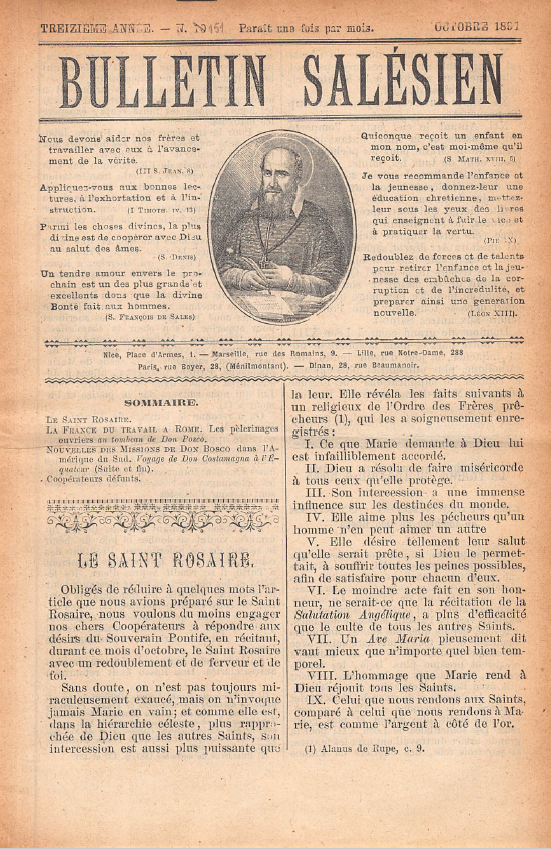 TREIZIEME ANNÉE. — N. 151 Paraît une fois par mois. OCTOBRE 1891
BULLETIN SALÉSIEN
Nous devons aider nos frères et
travailler avec eux à l'avance-
ment de la vérité.
(III S. JEAN, 8)
Appliquez-vous aux bonnes lec-
tures, à l'exhortation et à l'in-
struction. (I TIMOTH. IV, 13)
Parmi les choses divines, la plus
divine est de coopérer avec Dieu
au salut des âmes.
(S. DENIS)
Un tendre amour envers le pro-
chain est un des plus grands et
excellents dons que la divine
Bonté fait aux hommes.
(S. FRANÇOIS DE SALES)
Quiconque reçoit un enfant en
mon nom, c'est moi-même qu'il
reçoit. (S. MATH. XVIII, 5)
Je vous recommande l'enfance et
la jeunesse, donnez-leur une
éducation chretienne, mettez-
leur sous les yeux des livres
qui enseignent à fuir le vice et
à pratiquer la vertu.
(PIE IX)
Redoublez de forces et de talents
pour retirer l'enfance et la jeu-
nesse des embûches de la cor-
ruption et de l'incrédulité, et
preparer ainsi une generation
nouvelle. (LÉON XIII).
Nice, Place d'Armes, 1. — Marseille, rue des Romains, 9. — Lille, rue Notre-Dame, 288
Paris, rue Boyer, 28, (Ménilmontant). — Dinan, 28, rue Beaumanoir.
SOMMAIRE.
LE SAINT ROSAIRE.
LA FRANCE DU TRAVAIL A ROME. Les pèlerinages
ouvriers au tombeau de Don Bosco.
NOUVELLES DES MISSIONS DE DON BOSCO dans l'A-
mérique du Sud. Voyage de Don Costamagna à l'É-
quateur (Suite et fin).
Coopérateurs défunts.
LE SAINT ROSAIRE.
Obligés de réduire à quelques mots l'ar-
ticle que nous avions préparé sur le Saint
Rosaire, nous voulons du moins engager
nos chers Coopérateurs à répondre aux
désirs du Souverain Pontife, en récitant,
durant ce mois d'octobre, le Saint Rosaire
avec un redoublement et de ferveur et de
foi.
Sans doute, on n'est pas toujours mi-
raculeusement exaucé, mais on n'invoque
jamais Marie en vain; et comme elle est,
dans la hiérarchie céleste, plus rappro-
chée de Dieu que les autres Saints, son
intercession est aussi plus puissante que
la leur. Elle révéla les faits suivants à
un religieux de l'Ordre des Frères prê-
cheurs (1), qui les a soigneusement enre-
gistrés:
I. Ce que Marie demande à Dieu lui
est infailliblement accordé.
II. Dieu a résolu de faire miséricorde
à tous ceux qu'elle protège.
III. Son intercession a une immense
influence sur les destinées du monde.
IV. Elle aime plus les pécheurs qu'un
homme n'en peut aimer un autre
V. Elle désire tellement leur salut
qu'elle serait prête, si Dieu le permet-
tait, à souffrir toutes les peines possibles,
afin de satisfaire pour chacun d'eux.
VI. Le moindre acte fait en son hon-
neur, ne serait-ce que la récitation de la
Salutation Angélique, a plus d'efficacité
que le culte de tous les autres Saints.
VII. Un Ave Maria pieusement dit
vaut mieux que n'importe quel bien tem-
porel.
VIII. L'hommage que Marie rend à
Dieu réjouit tous les Saints.
IX. Celui que nous rendons aux Saints,
comparé à celui que nous rendons à Ma-
rie, est comme l'argent à côté de l'or.
(1) Alanus de Rupe, c. 9.